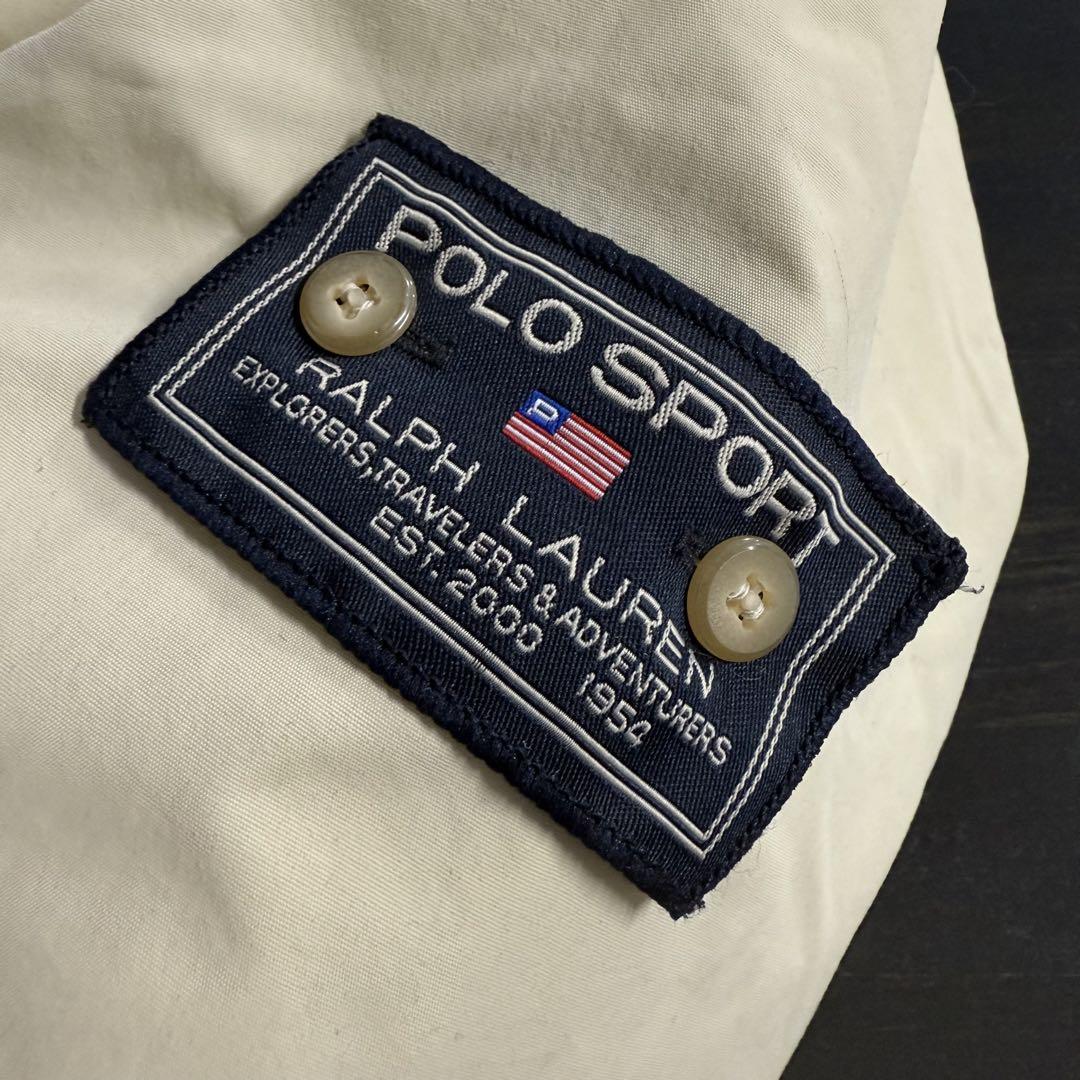 POLO SPORT
P
RALPH LAUREN
EXPLORERS,TRAVELERS & ADVENTURERS
EST. 2000 1954